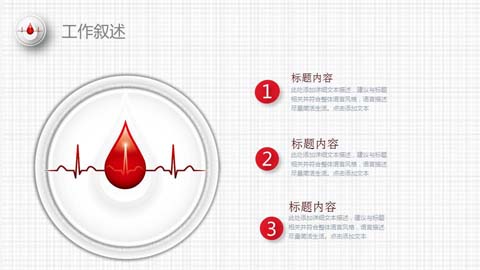 工作叙述
1
标题内容
此处添加详细文本描述，建议与标题
相关并符合整体语言风格，语言描述
尽量简洁生活。点击添加文本
2
标题内容
此处添加详细文本描述，建议与标题
相关并符合整体语言风格，语言描述
尽量简洁生活。点击添加文本
3
标题内容
此处添加详细文本描述，建议与标题
相关并符合整体语言风格，语言描述
尽量简洁生活。点击添加文本